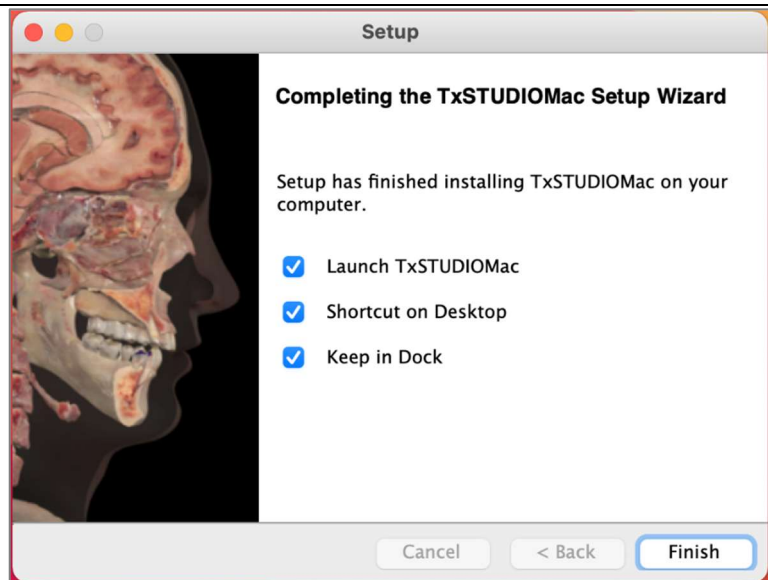 Setup
Completing the TxSTUDIOMac Setup Wizard
Setup has finished installing TxSTUDIOMac on your
computer.
Launch TxSTUDIOMac
Shortcut on Desktop
Keep in Dock
Cancel
< Back
Finish